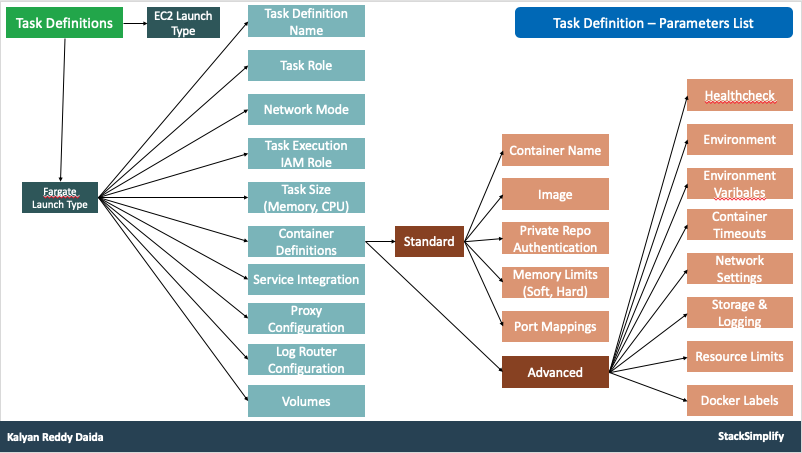 Task Definitions
EC2 Launch
Type
Task Definition – Parameters List
Fargate
Launch Type
Task Definition
Name
Task Role
Network Mode
Task Execution
IAM Role
Task Size
(Memory, CPU)
Container
Definitions
Service Integration
Proxy
Configuration
Log Router
Configuration
Volumes
Standard
Container Name
Image
Private Repo
Authentication
Memory Limits
(Soft, Hard)
Port Mappings
Advanced
Healthcheck
Environment
Environment
Varibales
Container
Timeouts
Network
Settings
Storage &
Logging
Resource Limits
Docker Labels
Kalyan Reddy Daida
StackSimplify